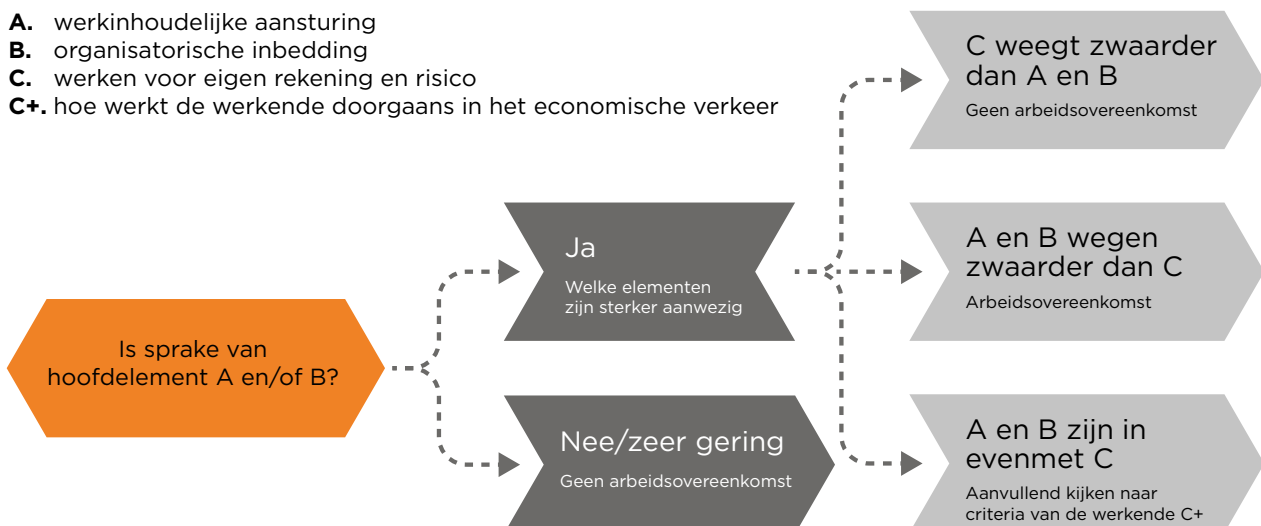 A. werkinhoudelijke aansturing
B. organisatorische inbedding
C. werken voor eigen rekening en risico
C+. hoe werkt de werkende doorgaans in het economische verkeer
Is sprake van
hoofdelement A en/of B?
Ja
Welke elementen
zijn sterker aanwezig
Nee/zeer gering
Geen arbeidsovereenkomst
C weegt zwaarder
dan A en B
Geen arbeidsovereenkomst
A en B wegen
zwaarder dan C
Arbeidsovereenkomst
A en B zijn in
evenmet C
Aanvullend kijken naar
criteria van de werkende C+